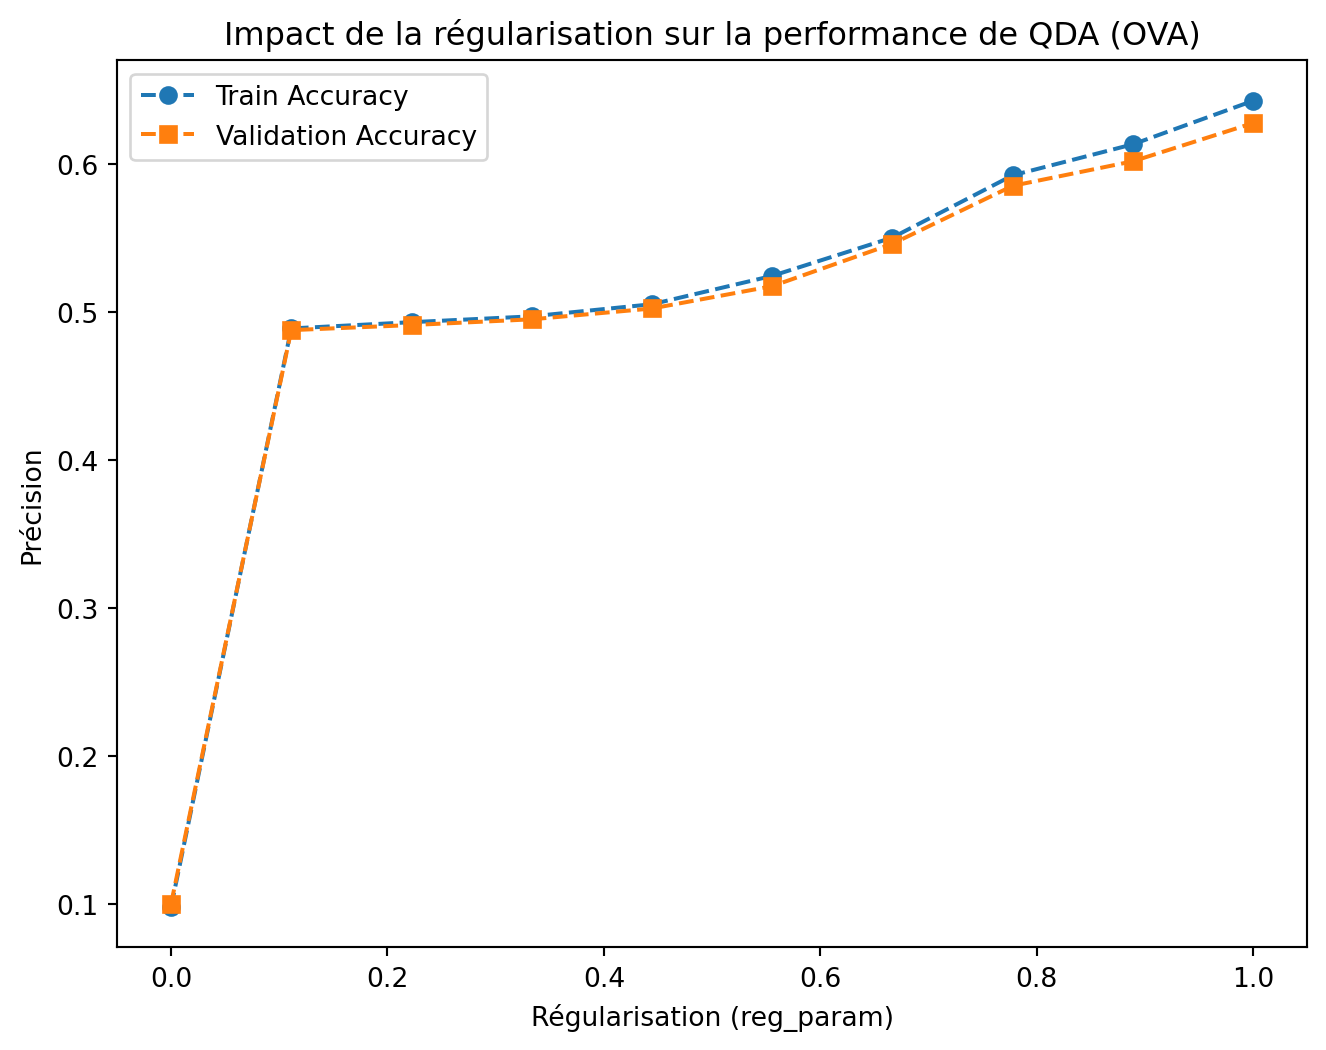 Impact de la régularisation sur la performance de QDA (OVA)
Train Accuracy
Validation Accuracy
0.6
0.5
0.4
0.3
0.2
0.1
Précision
0.0
0.2
0.4
0.6
0.8
1.0
Régularisation (reg_param)